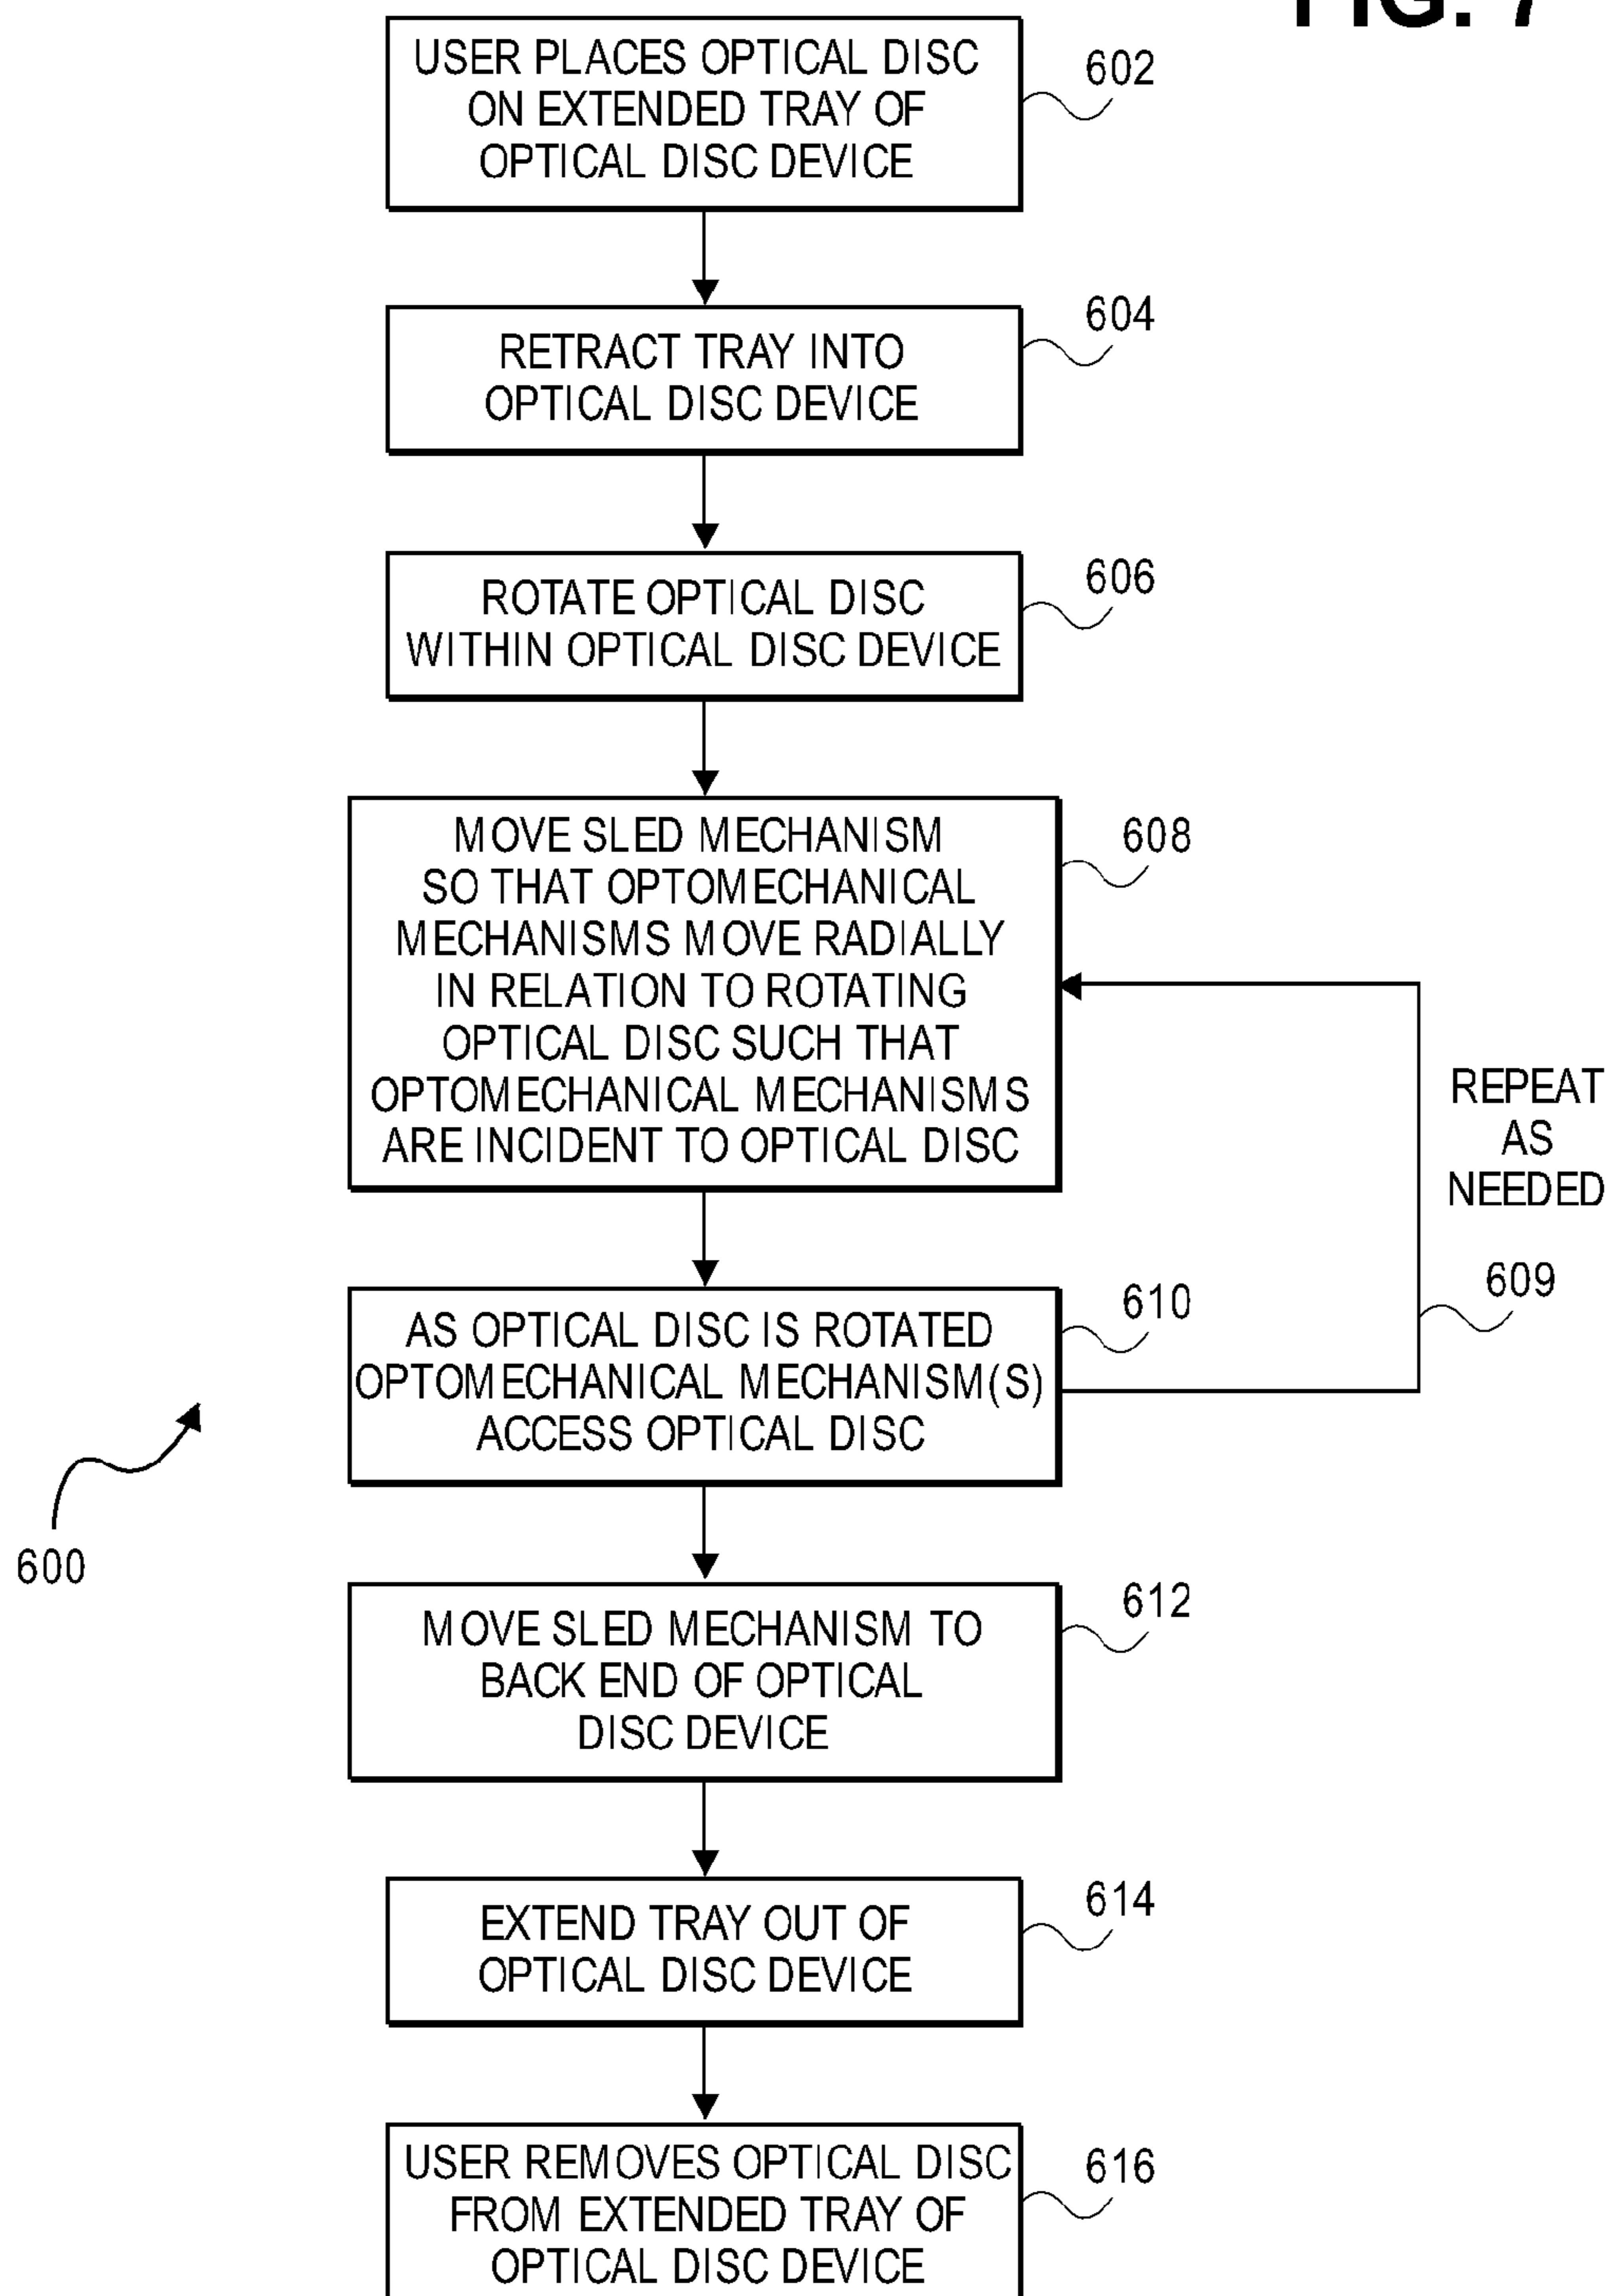 FIG. 7
USER PLACES OPTICAL DISC
ON EXTENDED TRAY OF
OPTICAL DISC DEVICE
602
RETRACT TRAY INTO
OPTICAL DISC DEVICE
604
ROTATE OPTICAL DISC
WITHIN OPTICAL DISC DEVICE
606
MOVE SLED MECHANISM
SO THAT OPTOMECHANICAL
MECHANISMS MOVE RADIALLY
IN RELATION TO ROTATING
OPTICAL DISC SUCH THAT
OPTOMECHANICAL MECHANISMS
ARE INCIDENT TO OPTICAL DISC
608
REPEAT
AS
NEEDED
609
AS OPTICAL DISC IS ROTATED
OPTOMECHANICAL MECHANISM(S)
ACCESS OPTICAL DISC
610
600
MOVE SLED MECHANISM TO
BACK END OF OPTICAL
DISC DEVICE
612
EXTEND TRAY OUT OF
OPTICAL DISC DEVICE
614
USER REMOVES OPTICAL DISC
FROM EXTENDED TRAY OF
OPTICAL DISC DEVICE
616